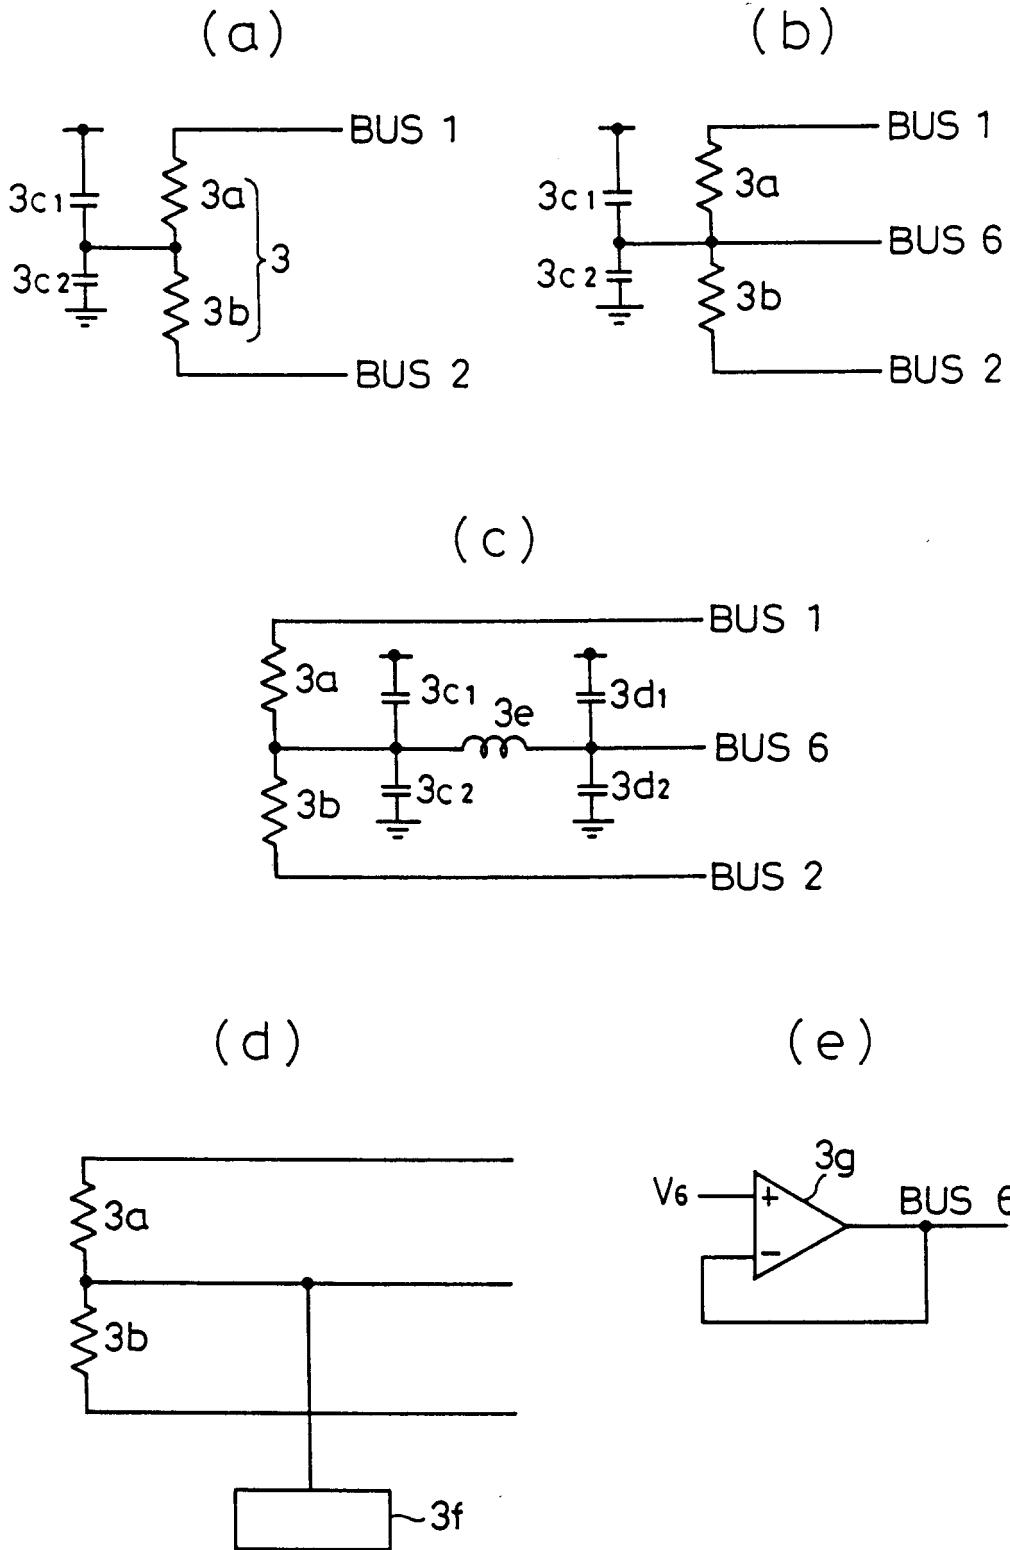 (a)
(b)
BUS 1
3c1
3a
3
3c2
3b
BUS 2
BUS 1
3c1
3a
BUS 6
3c2
3b
BUS 2
(c)
BUS 1
3a
3c1
3e
3d1
BUS 6
3b
3c2
3d2
BUS 2
(d)
(e)
3a
3b
3f
3g
V6
+
BUS 6
−